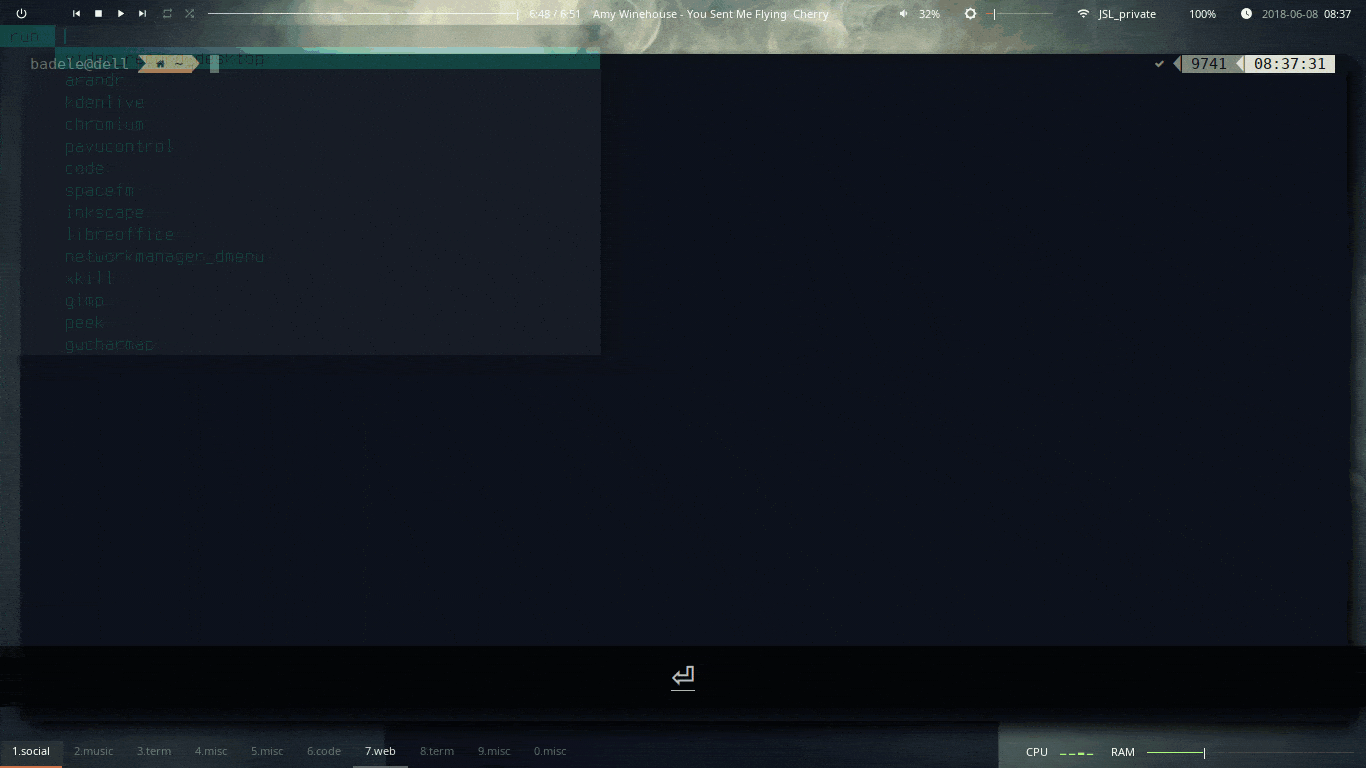 6:48 / 6:51 Amy Winehouse - You Sent Me Flying Cherry 32% JSL_private 100% 2018-06-08 08:37
run
badele@dell ~ 9741 08:37:31
arandr
kdenlive
chromium
pavucontrol
code
spacefm
inkscape
libreoffice
networkmanager_dmenu
xkill
gimp
peek
gucharmap
1.social 2.music 3.term 4.misc 5.misc 6.code 7.web 8.term 9.misc 0.misc CPU RAM